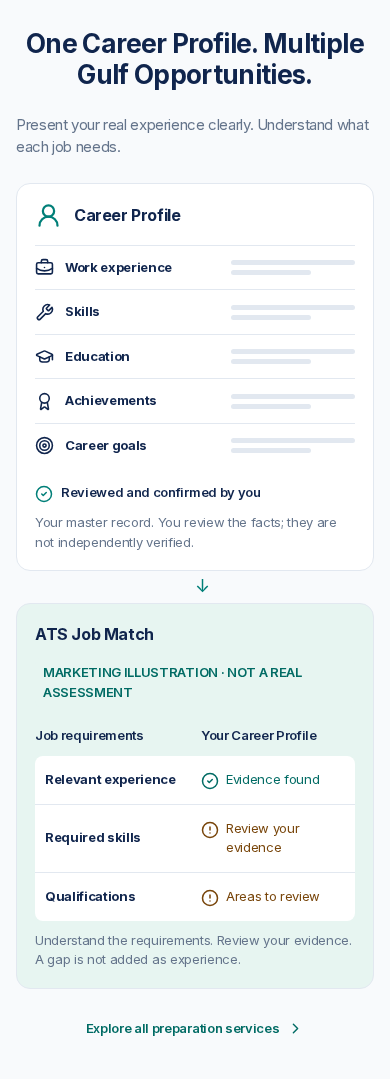 One Career Profile. Multiple
Gulf Opportunities.
Present your real experience clearly. Understand what
each job needs.
Career Profile
Work experience
Skills
Education
Achievements
Career goals
Reviewed and confirmed by you
Your master record. You review the facts; they are
not independently verified.
ATS Job Match
MARKETING ILLUSTRATION · NOT A REAL
ASSESSMENT
Job requirements Your Career Profile
Relevant experience Evidence found
Required skills Review your
evidence
Qualifications Areas to review
Understand the requirements. Review your evidence.
A gap is not added as experience.
Explore all preparation services